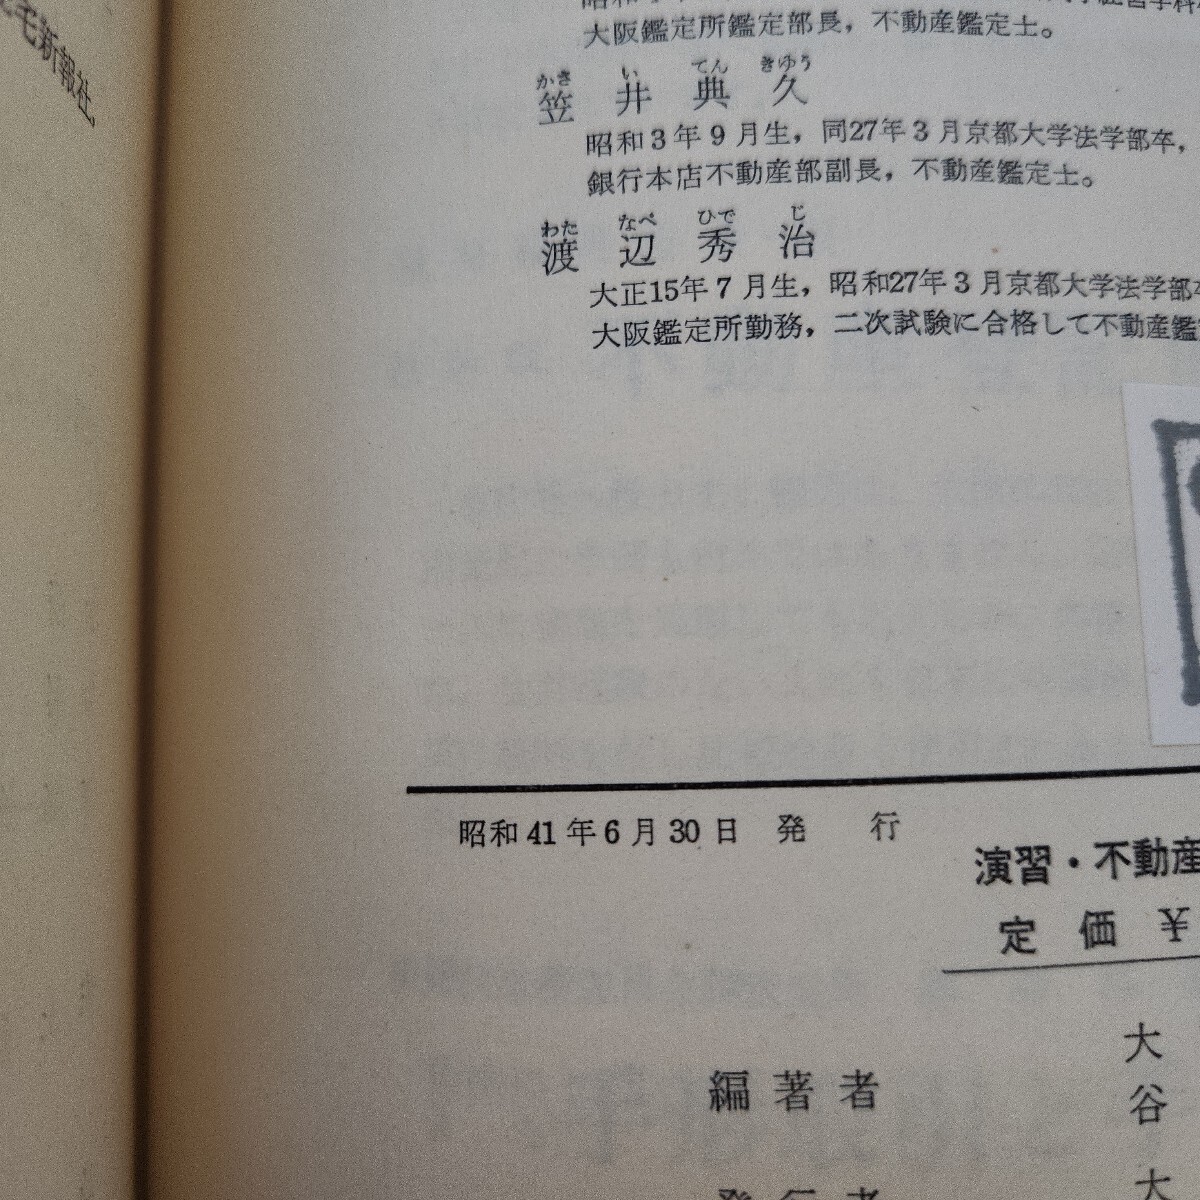 毛新報社,
大阪鑑定所鑑定部長，不動産鑑定士。
かさ い てん きゆう
笠井典久
昭和3年9月生，同27年3月京都大学法学部卒，
銀行本店不動産部副長，不動産鑑定士。
わた なべ ひで じ
渡辺秀治
大正15年7月生，昭和27年3月京都大学法学部
大阪鑑定所勤務，二次試験に合格して不動産鑑
昭和41年6月30日 発 行
演習・不動産
定 価 ¥
編著者
大
谷
大
発行者